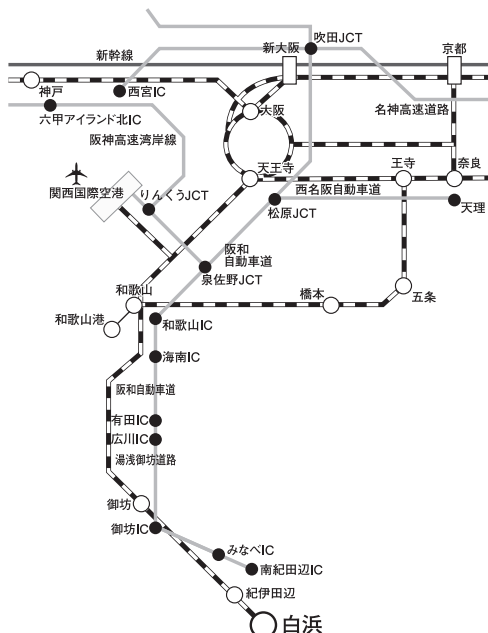 吹田JCT
新大阪
京都
新幹線
神戸
西宮IC
大阪
名神高速道路
六甲アイランド北IC
阪神高速湾岸線
天王寺
王寺
奈良
関西国際空港
りんくうJCT
西名阪自動車道
松原JCT
天理
阪和
自動車道
泉佐野JCT
和歌山
橋本
五条
和歌山港
和歌山IC
海南IC
阪和自動車道
有田IC
広川IC
湯浅御坊道路
御坊
御坊IC
みなべIC
南紀田辺IC
紀伊田辺
白浜